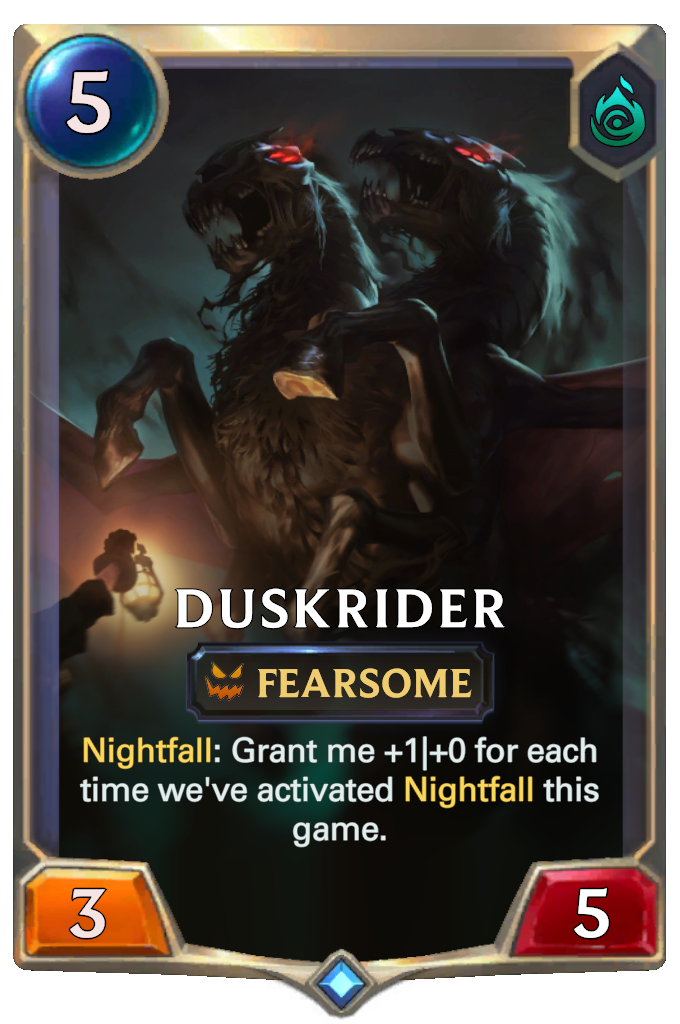 5
DUSKRIDER
FEARSOME
Nightfall: Grant me +1|+0 for each
time we've activated Nightfall this
game.
3
5